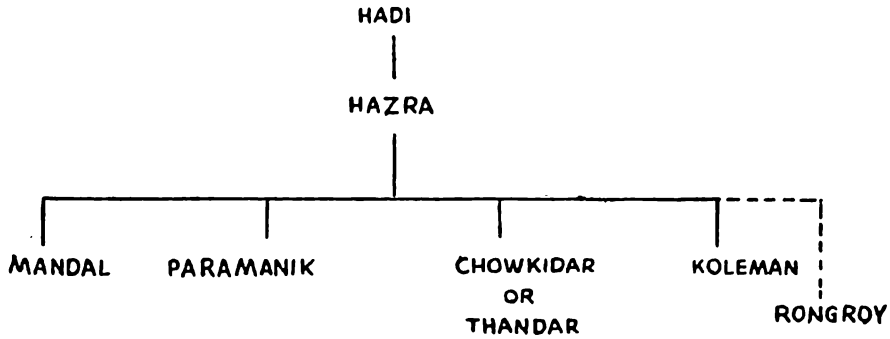 HADI
HAZRA
MANDAL PARAMANIK CHOWKIDAR KOLEMAN
OR
THANDAR
RONGROY